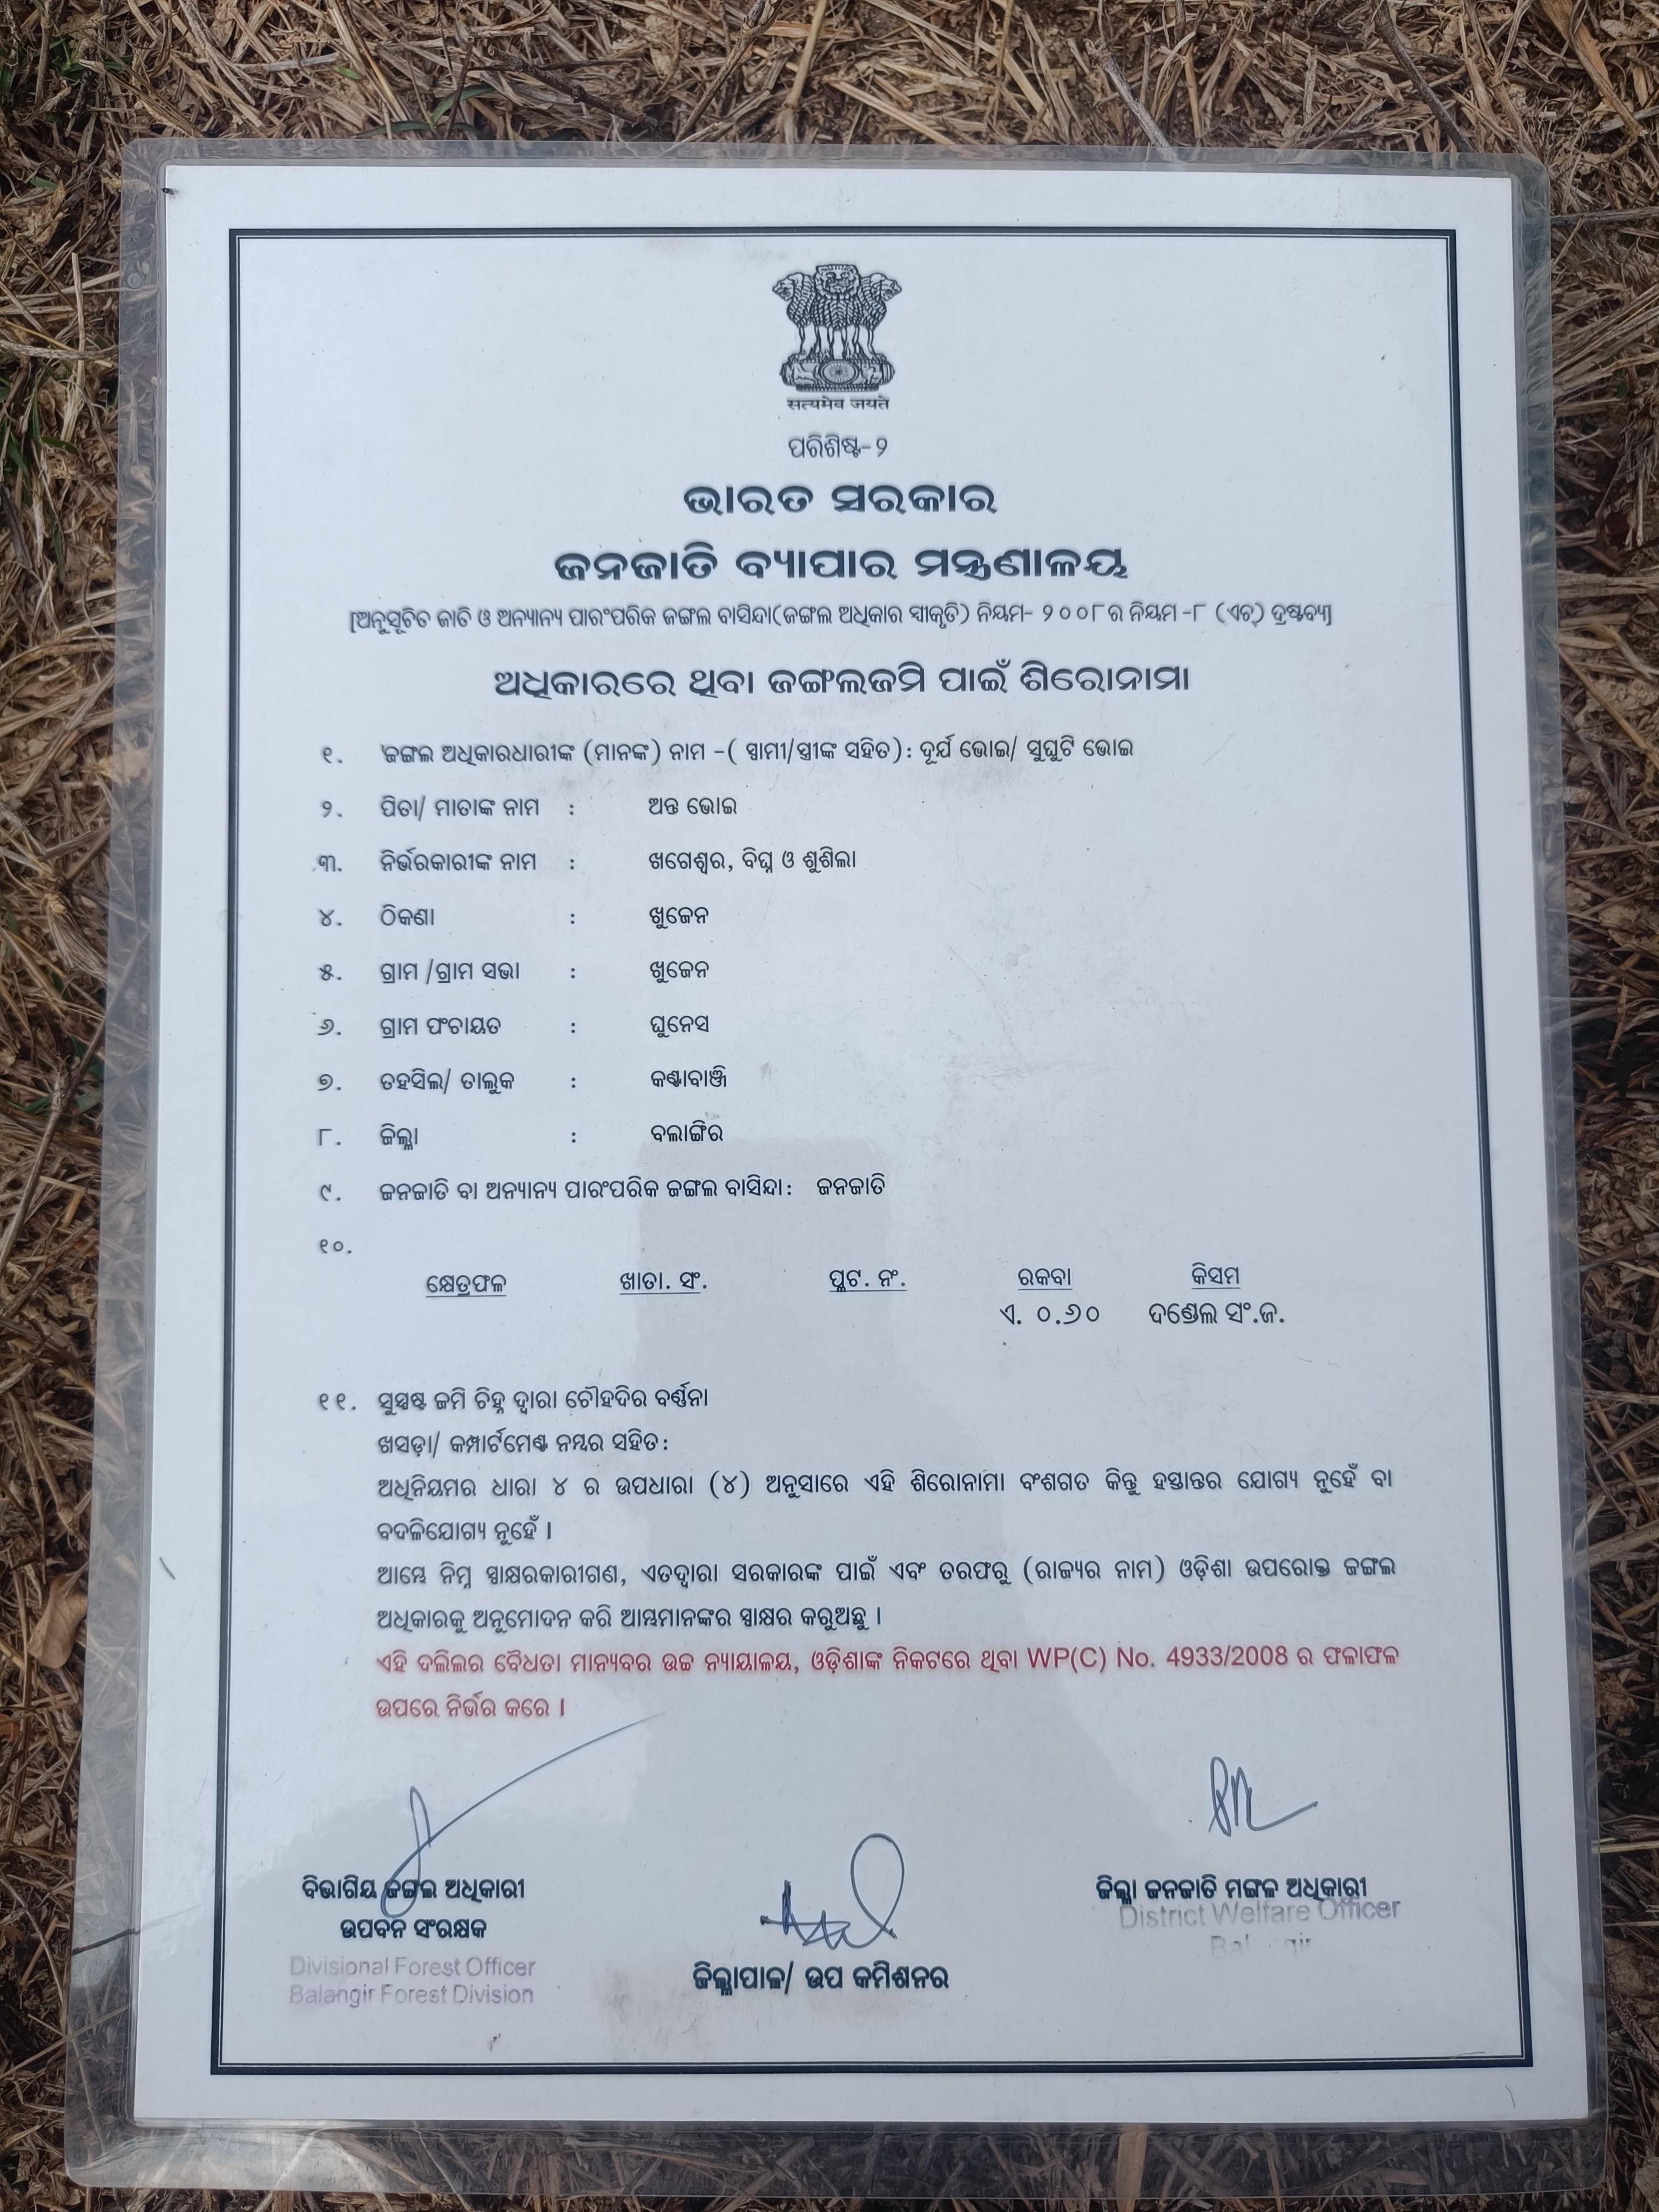 सत्यमेव जयते
ପରିଶିଷ୍ଟ-୨
ଭାରତ ସରକାର
ଜନଜାତି ବ୍ୟାପାର ମନ୍ତ୍ରଣାଳୟ
[ଅନୁସୂଚିତ ଜାତି ଓ ଅନ୍ୟାନ୍ୟ ପାରଂପରିକ ଜଙ୍ଗଲ ବାସିନ୍ଦା(ଜଙ୍ଗଲ ଅଧିକାର ସ୍ୱୀକୃତି) ନିୟମ- ୨୦୦୮ର ନିୟମ -୮ (ଏଚ୍) ଦ୍ରଷ୍ଟବ୍ୟ]
ଅଧିକାରରେ ଥିବା ଜଙ୍ଗଲଜମି ପାଇଁ ଶିରୋନାମା
୧. ଜଙ୍ଗଲ ଅଧିକାରଧାରୀଙ୍କ (ମାନଙ୍କ) ନାମ -( ସ୍ୱାମୀ/ସ୍ତ୍ରୀଙ୍କ ସହିତ): ଦୂର୍ଯ ଭୋଇ/ ସୁଘୁଟି ଭୋଇ
୨. ପିତା/ ମାତାଙ୍କ ନାମ : ଅନ୍ତ ଭୋଇ
୩. ନିର୍ଭରକାରୀଙ୍କ ନାମ : ଖଗେଶ୍ୱର, ବିଘ୍ନ ଓ ଶୁଶିଲା
୪. ଠିକଣା : ଖୁଜେନ
୫. ଗ୍ରାମ /ଗ୍ରାମ ସଭା : ଖୁଜେନ
୬. ଗ୍ରାମ ପଂଚାୟତ : ଘୁନେସ
୭. ତହସିଲ/ ତାଲୁକ : କଣ୍ଟାବାଞ୍ଜି
୮. ଜିଲ୍ଲା : ବଲାଙ୍ଗିର
୯. ଜନଜାତି ବା ଅନ୍ୟାନ୍ୟ ପାରଂପରିକ ଜଙ୍ଗଲ ବାସିନ୍ଦା: ଜନଜାତି
୧୦.
କ୍ଷେତ୍ରଫଳ ଖାତା. ସଂ. ପ୍ଲଟ. ନଂ. ରକବା କିସମ
ଏ. ୦.୬୦ ଦଣ୍ଡେଲ ସଂ.ଜ.
୧୧. ସୁସ୍ପଷ୍ଟ ଜମି ଚିହ୍ନ ଦ୍ୱାରା ଚୌହଦିର ବର୍ଣ୍ଣନା
ଖସଡ଼ା/ କମ୍ପାର୍ଟମେଣ୍ଟ ନମ୍ବର ସହିତ:
ଅଧିନିୟମର ଧାରା ୪ ର ଉପଧାରା (୪) ଅନୁସାରେ ଏହି ଶିରୋନାମା ବଂଶଗତ କିନ୍ତୁ ହସ୍ତାନ୍ତର ଯୋଗ୍ୟ ନୁହେଁ ବା
ବଦଳିଯୋଗ୍ୟ ନୁହେଁ ।
ଆମ୍ଭେ ନିମ୍ନ ସ୍ୱାକ୍ଷରକାରୀଗଣ, ଏତଦ୍ୱାରା ସରକାରଙ୍କ ପାଇଁ ଏବଂ ତରଫରୁ (ରାଜ୍ୟର ନାମ) ଓଡ଼ିଶା ଉପରୋକ୍ତ ଜଙ୍ଗଲ
ଅଧିକାରକୁ ଅନୁମୋଦନ କରି ଆମ୍ଭମାନଙ୍କର ସ୍ୱାକ୍ଷର କରୁଅଛୁ ।
ଏହି ଦଲିଲର ବୈଧତା ମାନ୍ୟବର ଉଚ୍ଚ ନ୍ୟାୟାଳୟ, ଓଡ଼ିଶାଙ୍କ ନିକଟରେ ଥିବା WP(C) No. 4933/2008 ର ଫଳାଫଳ
ଉପରେ ନିର୍ଭର କରେ ।
ବିଭାଗିୟ ଜଙ୍ଗଲ ଅଧିକାରୀ
ଉପବନ ସଂରକ୍ଷକ
Divisional Forest Officer
Balangir Forest Division
ଜିଲ୍ଲାପାଳ/ ଉପ କମିଶନର
ଜିଲ୍ଲା ଜନଜାତି ମଙ୍ଗଳ ଅଧିକାରୀ
District Welfare Officer